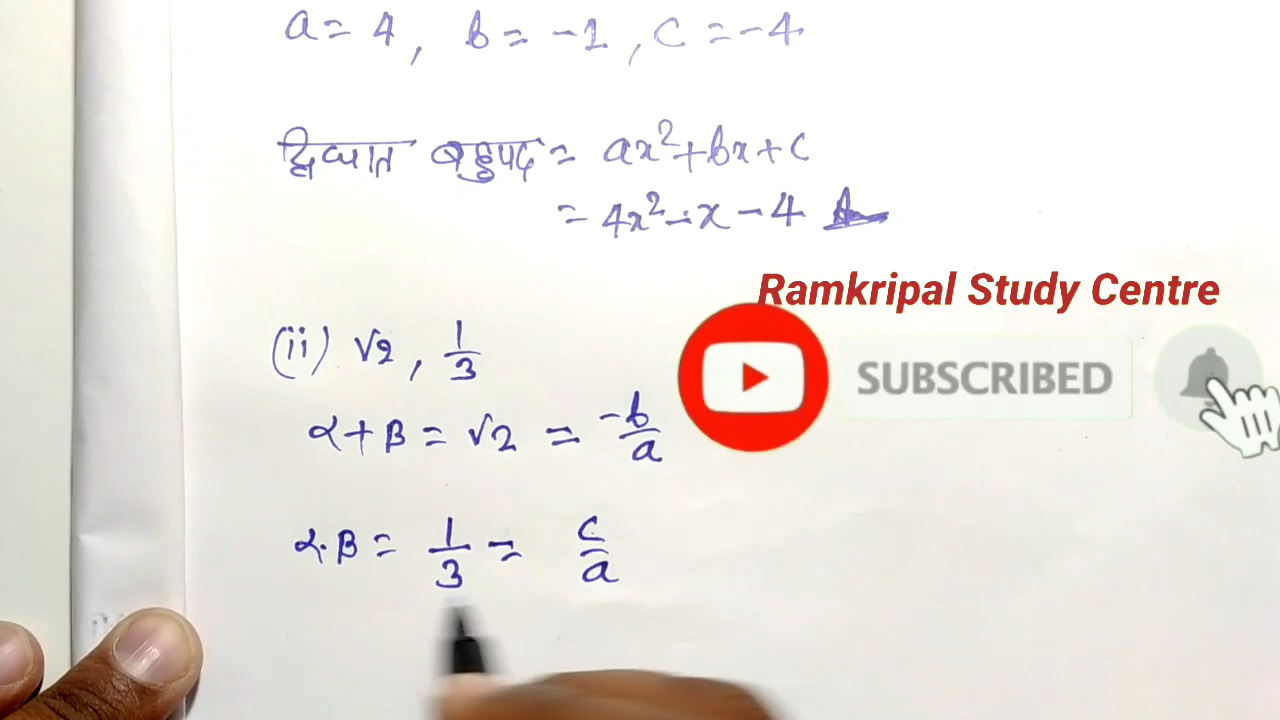 a = 4, b = -1, c = -4
द्विघात बहुपद = ax²+bx+c
= 4x² - x - 4
Ramkripal Study Centre
(ii) √2, 1/3
SUBSCRIBED
α+β = √2 = -b/a
α.β = 1/3 = c/a